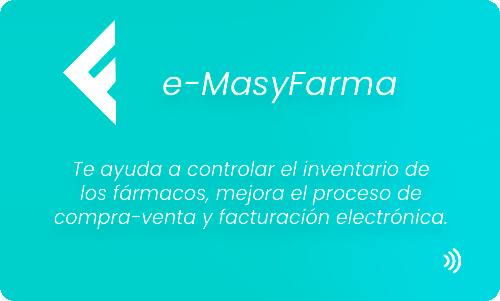 e-MasyFarma
Te ayuda a controlar el inventario de
los fármacos, mejora el proceso de
compra-venta y facturación electrónica.